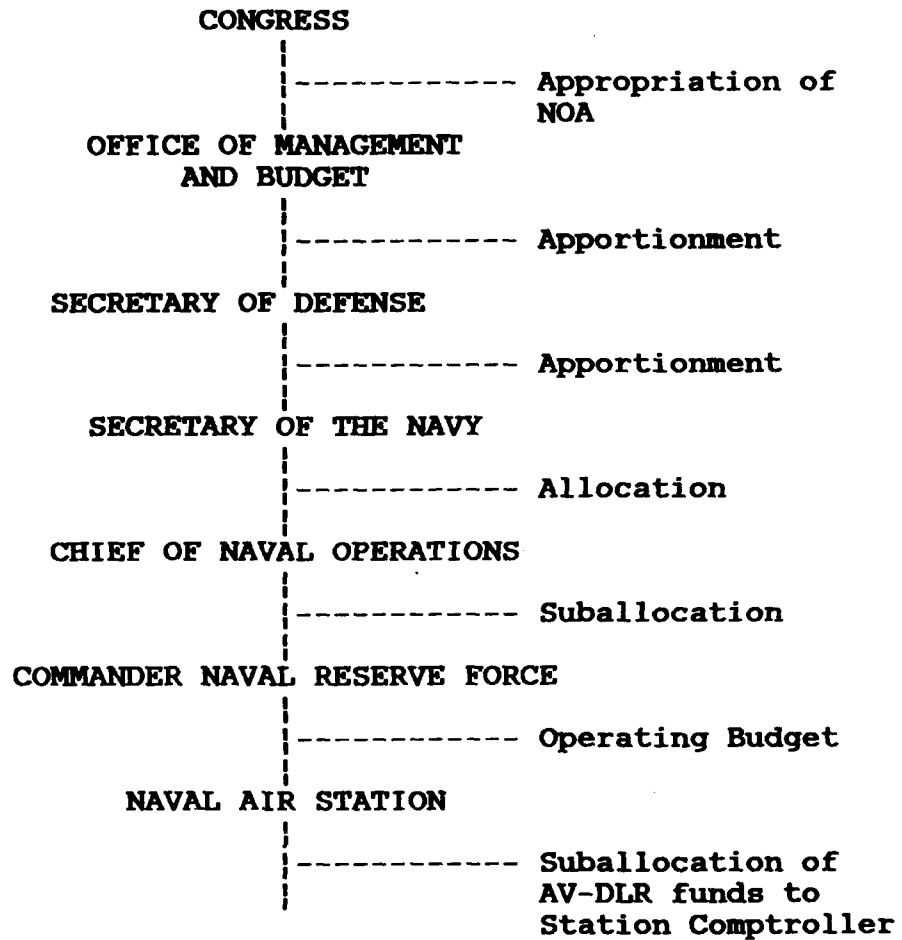 CONGRESS
Appropriation of
NOA
OFFICE OF MANAGEMENT
AND BUDGET
Apportionment
SECRETARY OF DEFENSE
Apportionment
SECRETARY OF THE NAVY
Allocation
CHIEF OF NAVAL OPERATIONS
Suballocation
COMMANDER NAVAL RESERVE FORCE
Operating Budget
NAVAL AIR STATION
Suballocation of
AV-DLR funds to
Station Comptroller